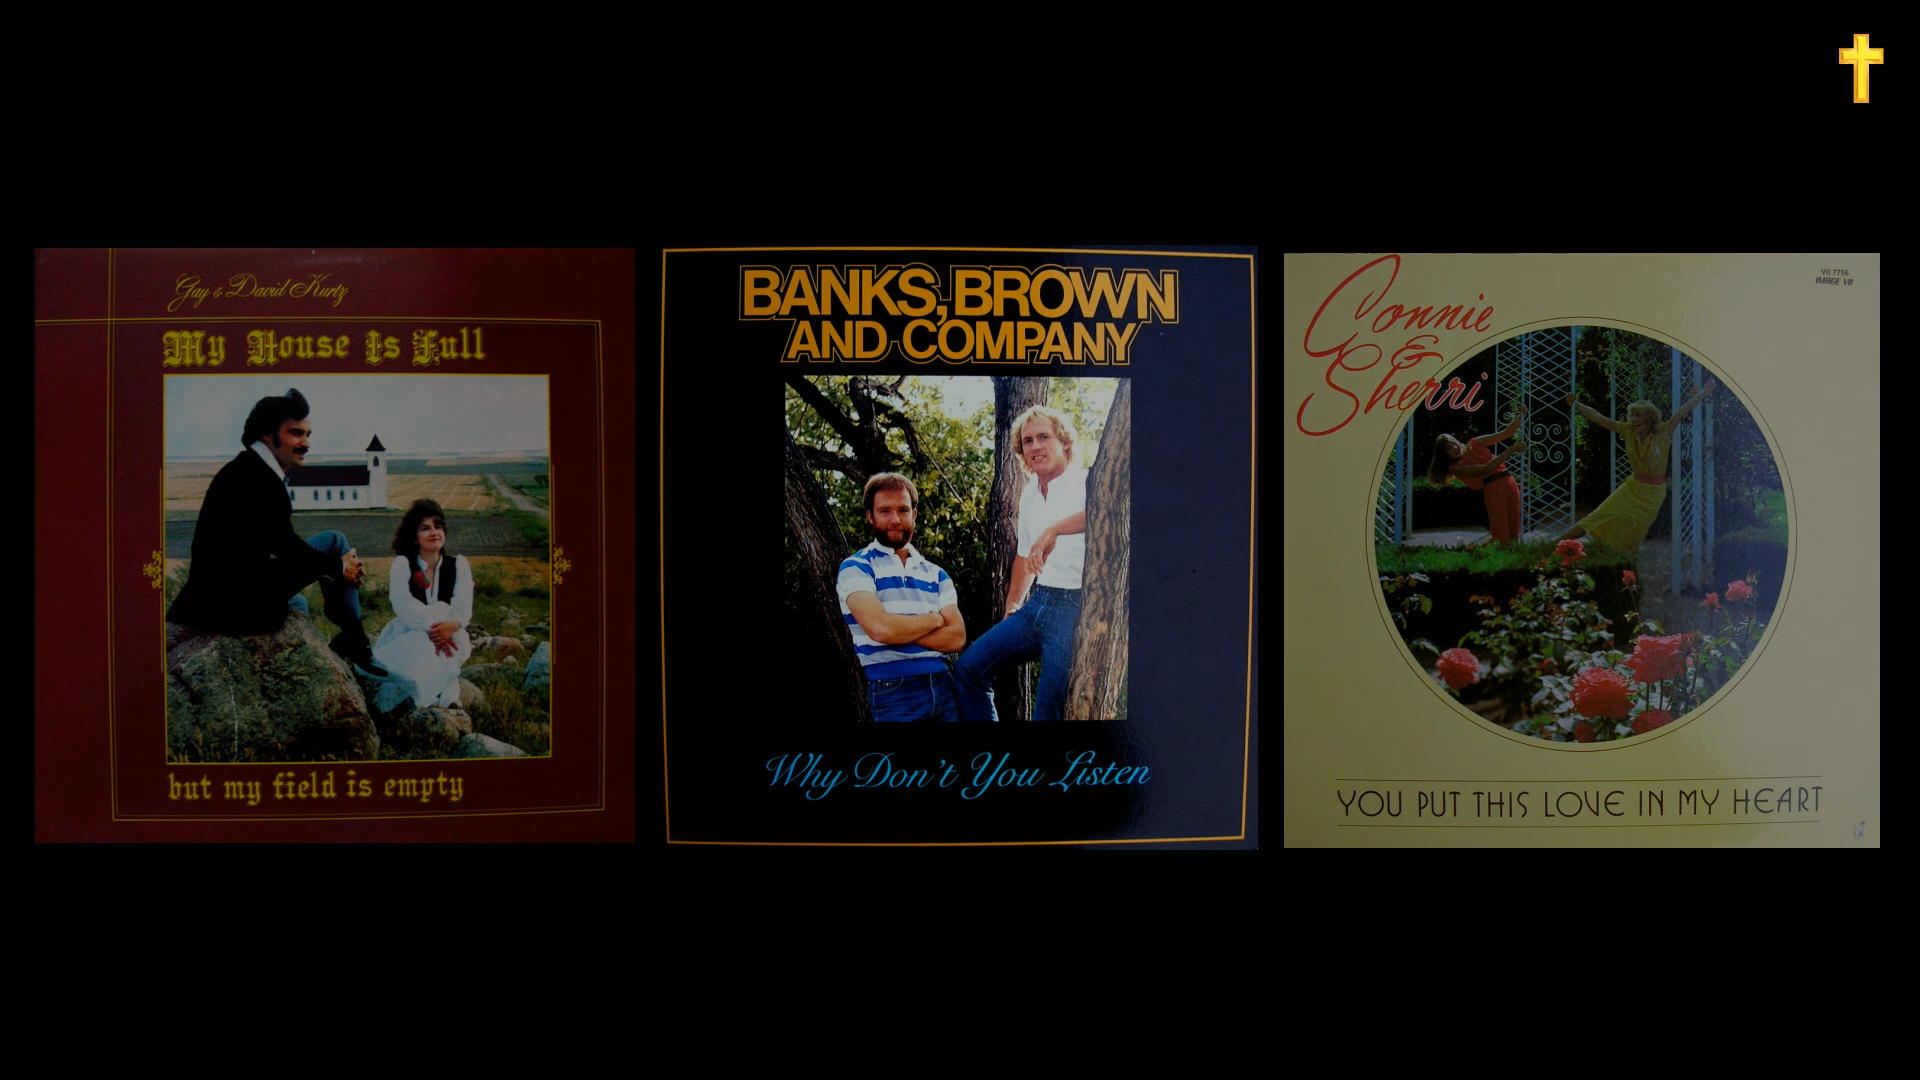 Gay & David Kurtz
My House Is Full
but my field is empty
BANKS, BROWN
AND COMPANY
Why Don't You Listen
Connie
&
Sherri
VII 7756
IMAGE VII
YOU PUT THIS LOVE IN MY HEART